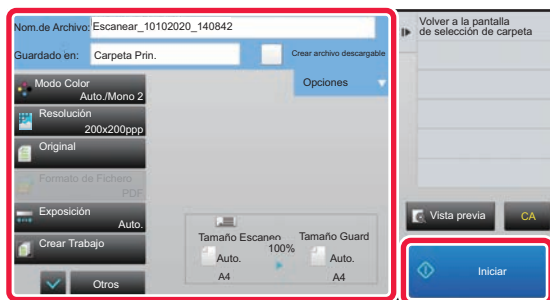 Nom.de Archivo:
Escanear_10102020_140842
Guardado en:
Carpeta Prin.
Crear archivo descargable
Opciones
Modo Color
Auto./Mono 2
Resolución
200x200ppp
Original
Formato de Fichero
PDF
Exposición
Auto.
Crear Trabajo
Otros
Tamaño Escaneo
100%
Tamaño Guard
Auto.
A4
Auto.
A4
Volver a la pantalla
de selección de carpeta
Vista previa
CA
Iniciar